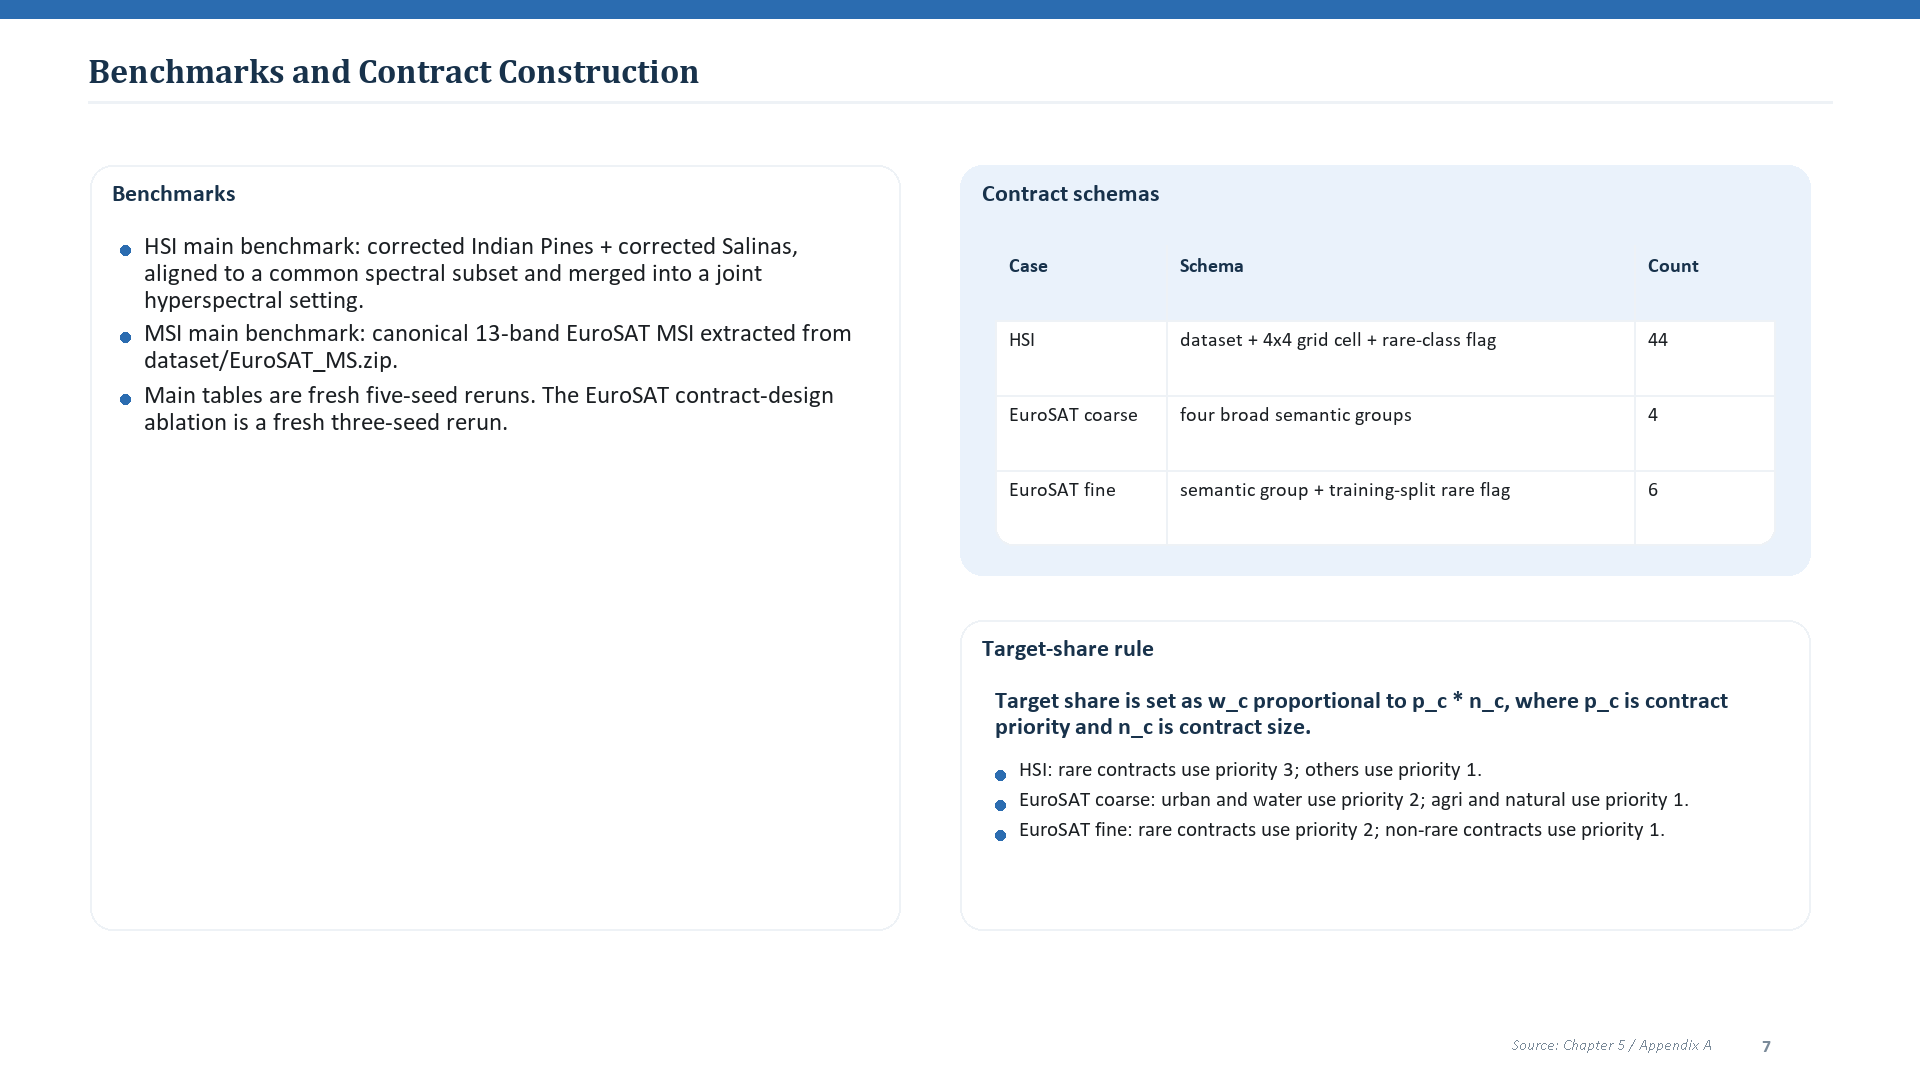 Benchmarks and Contract Construction
Benchmarks
HSI main benchmark: corrected Indian Pines + corrected Salinas,
aligned to a common spectral subset and merged into a joint
hyperspectral setting.
MSI main benchmark: canonical 13-band EuroSAT MSI extracted from
dataset/EuroSAT_MS.zip.
Main tables are fresh five-seed reruns. The EuroSAT contract-design
ablation is a fresh three-seed rerun.
Contract schemas
Case Schema Count
HSI dataset + 4x4 grid cell + rare-class flag 44
EuroSAT coarse four broad semantic groups 4
EuroSAT fine semantic group + training-split rare flag 6
Target-share rule
Target share is set as w_c proportional to p_c * n_c, where p_c is contract
priority and n_c is contract size.
HSI: rare contracts use priority 3; others use priority 1.
EuroSAT coarse: urban and water use priority 2; agri and natural use priority 1.
EuroSAT fine: rare contracts use priority 2; non-rare contracts use priority 1.
Source: Chapter 5 / Appendix A 7